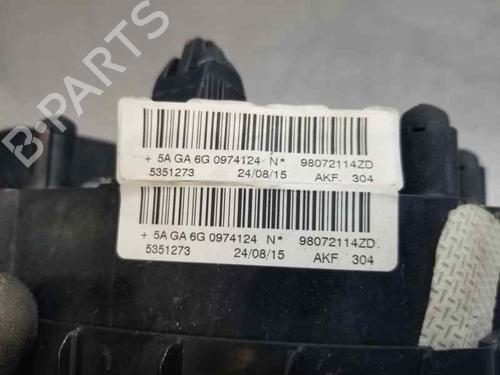 + 5A GA 6G 0974124 N* 98072114ZD
5351273 24/08/15 AKF 304
+ 5A GA 6G 0974124 N* 98072114ZD
5351273 24/08/15 AKF 304
B-PARTS